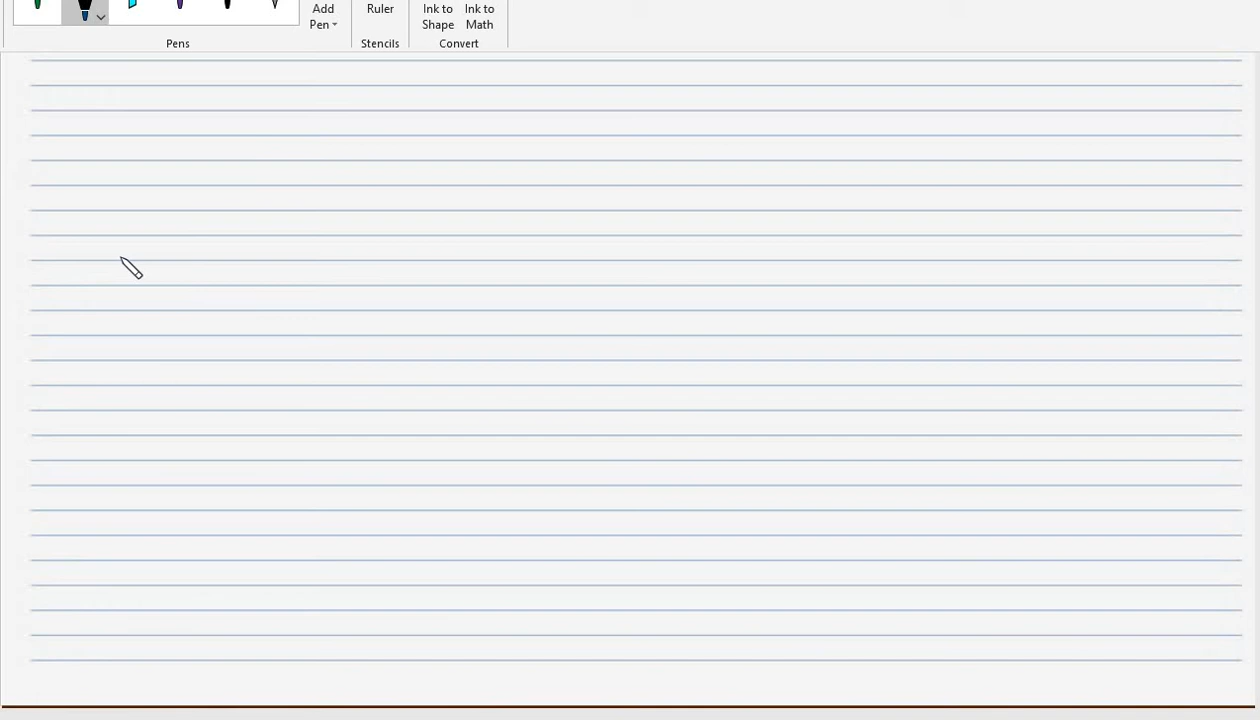 Add
Pen
Ruler
Ink to
Shape
Ink to
Math
Pens
Stencils
Convert